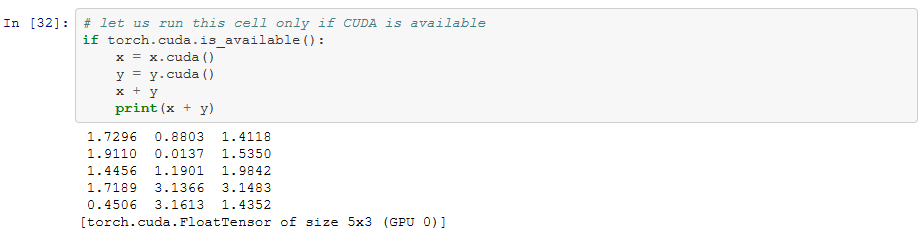 In [32]: # let us run this cell only if CUDA is available
if torch.cuda.is_available():
    x = x.cuda()
    y = y.cuda()
    x + y
    print(x + y)
1.7296  0.8803  1.4118
1.9110  0.0137  1.5350
1.4456  1.1901  1.9842
1.7189  3.1366  3.1483
0.4506  3.1613  1.4352
[torch.cuda.FloatTensor of size 5x3 (GPU 0)]